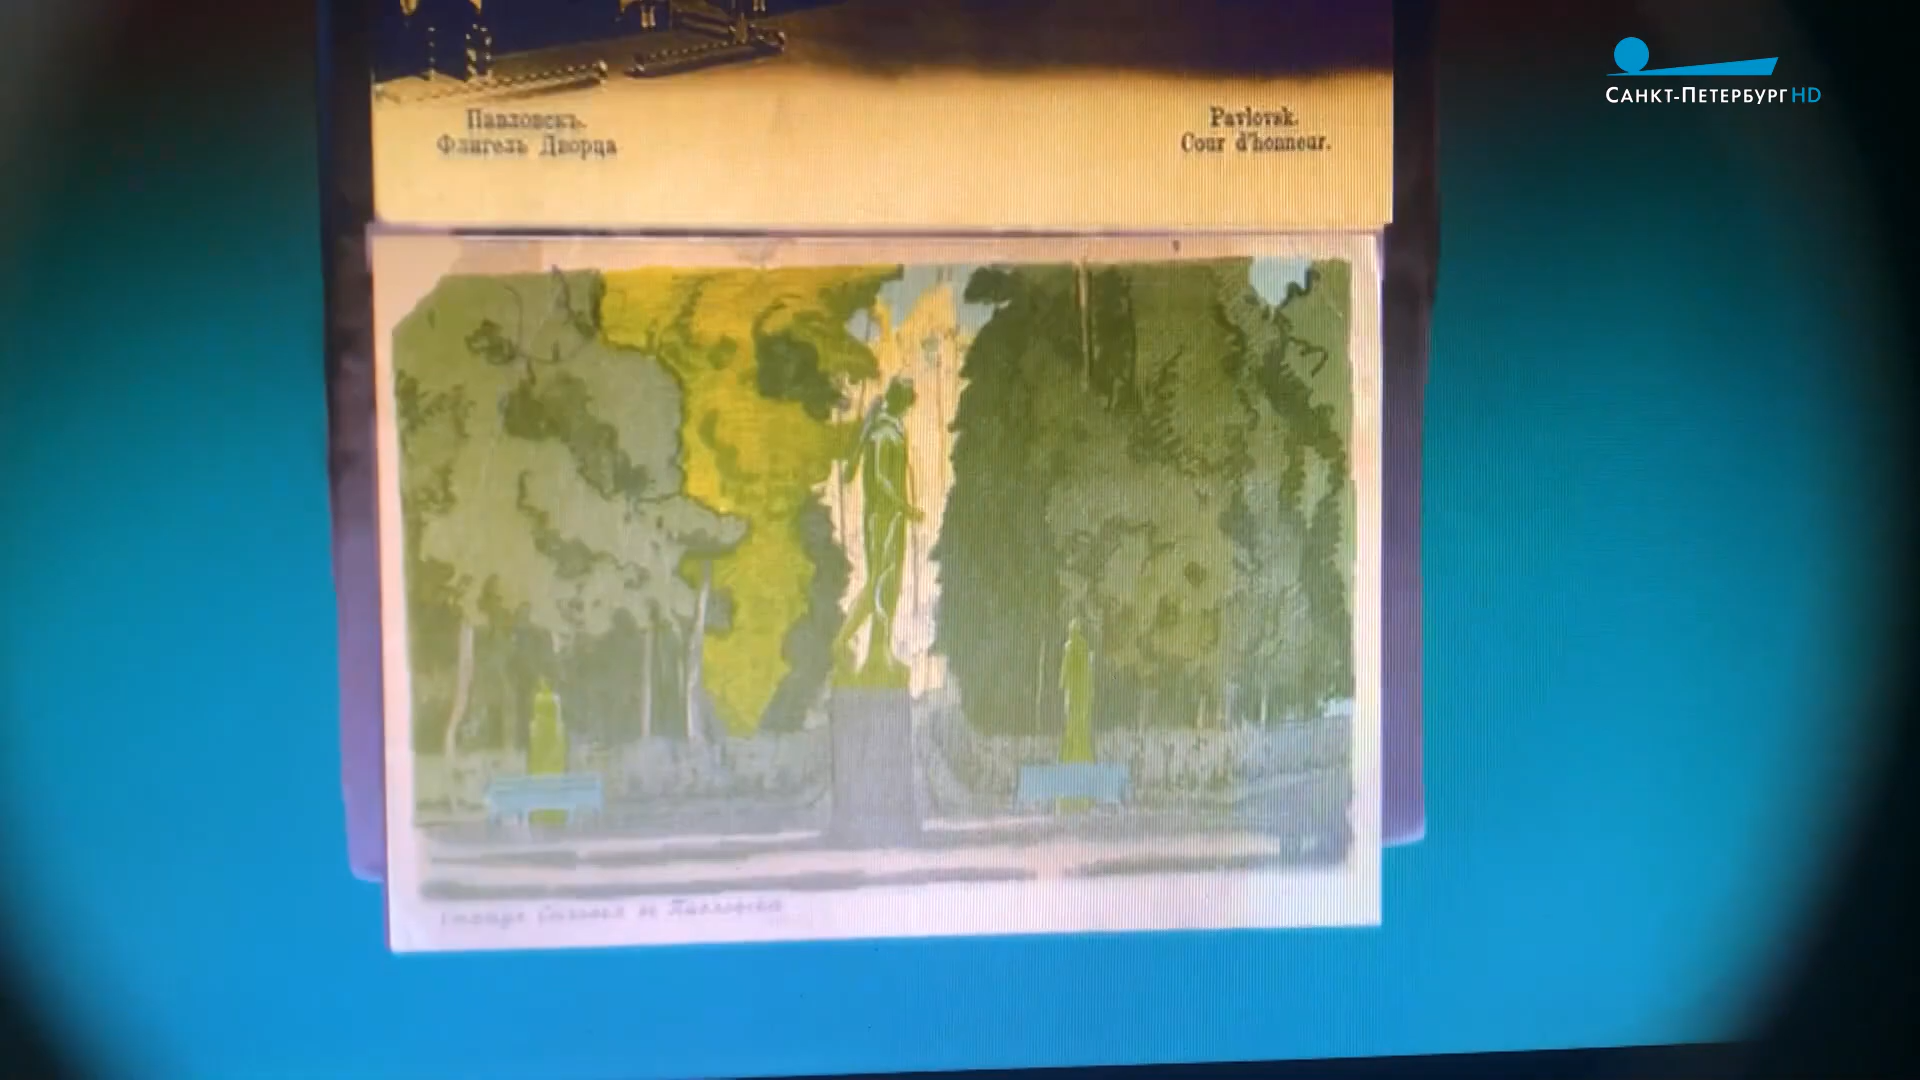 САНКТ-ПЕТЕРБУРГ HD
Павловскъ.
Флигель Дворца
Pavlovsk.
Cour d'honneur.